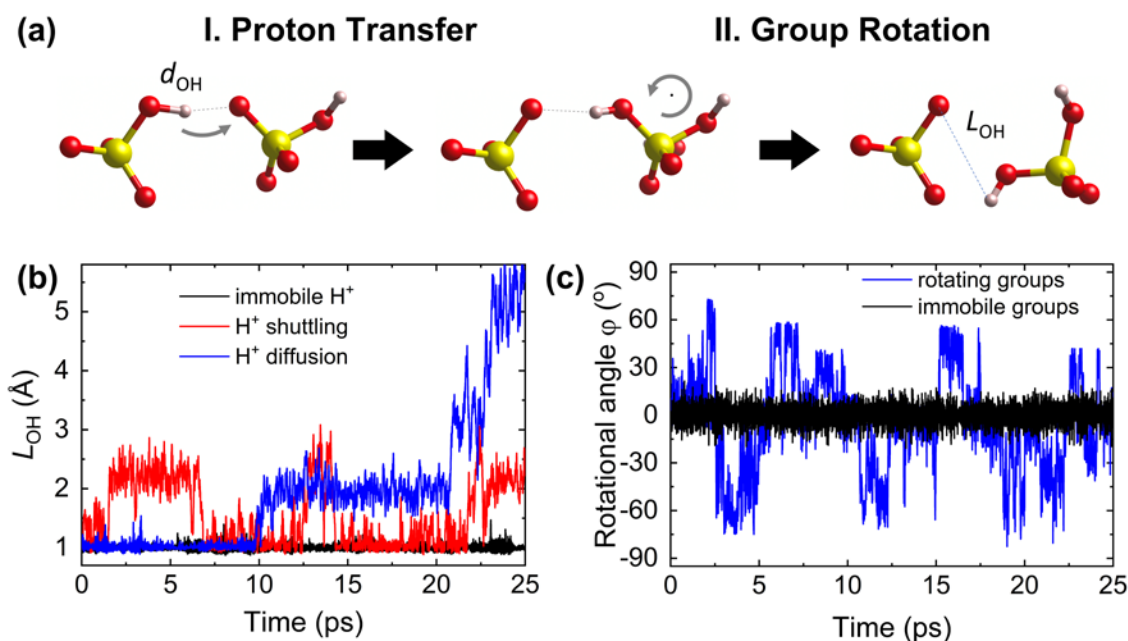 (a) I. Proton Transfer II. Group Rotation
dOH
LOH
(b)
immobile H⁺
H⁺ shuttling
H⁺ diffusion
LOH (Å)
5
4
3
2
1
0 5 10 15 20 25
Time (ps)
(c)
rotating groups
immobile groups
Rotational angle φ (°)
90
60
30
0
-30
-60
-90
0 5 10 15 20 25
Time (ps)